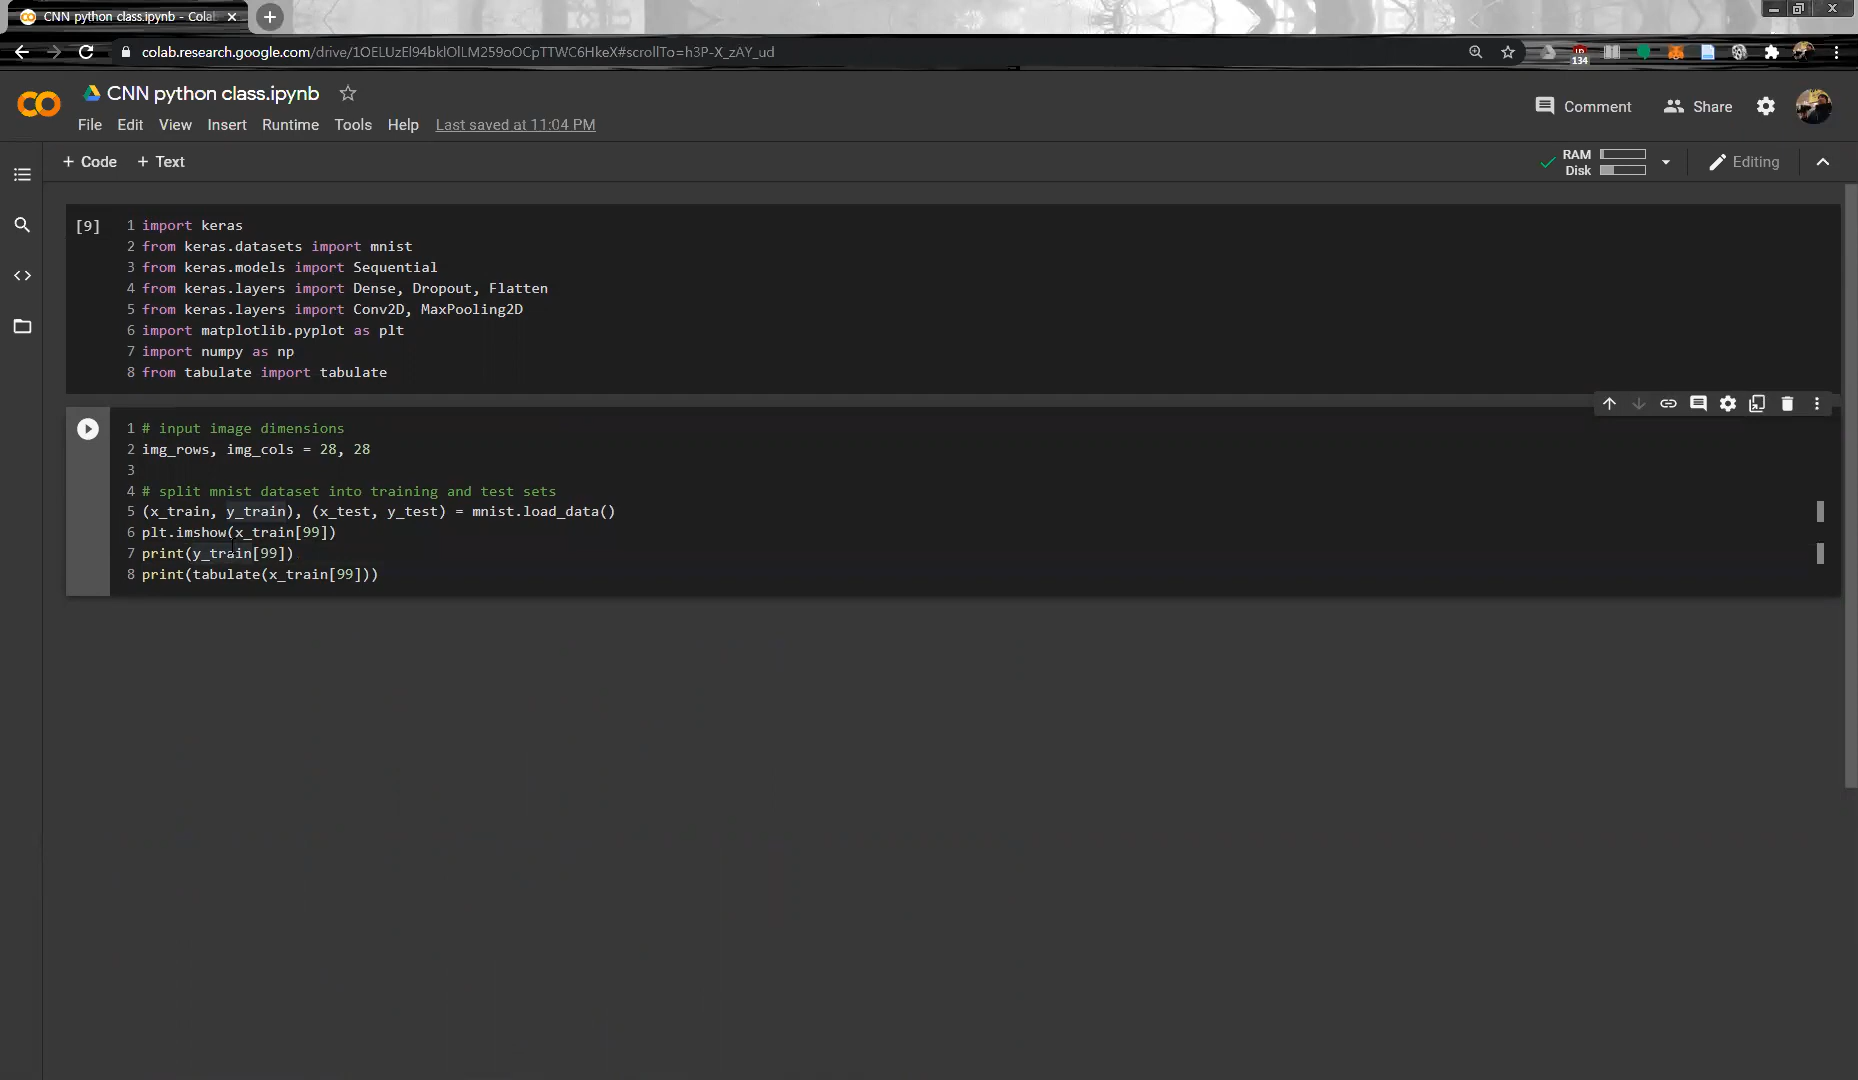 CNN python class.ipynb - Cola
colab.research.google.com/drive/1OELUzEl94bklOlLM259oOCpTTWC6HkeX#scrollTo=h3P-X_zAY_ud
134
CNN python class.ipynb
Comment
Share
File Edit View Insert Runtime Tools Help Last saved at 11:04 PM
+ Code + Text
RAM
Disk
Editing
[9]
1 import keras
2 from keras.datasets import mnist
3 from keras.models import Sequential
4 from keras.layers import Dense, Dropout, Flatten
5 from keras.layers import Conv2D, MaxPooling2D
6 import matplotlib.pyplot as plt
7 import numpy as np
8 from tabulate import tabulate
1 # input image dimensions
2 img_rows, img_cols = 28, 28
3
4 # split mnist dataset into training and test sets
5 (x_train, y_train), (x_test, y_test) = mnist.load_data()
6 plt.imshow(x_train[99])
7 print(y_train[99])
8 print(tabulate(x_train[99]))